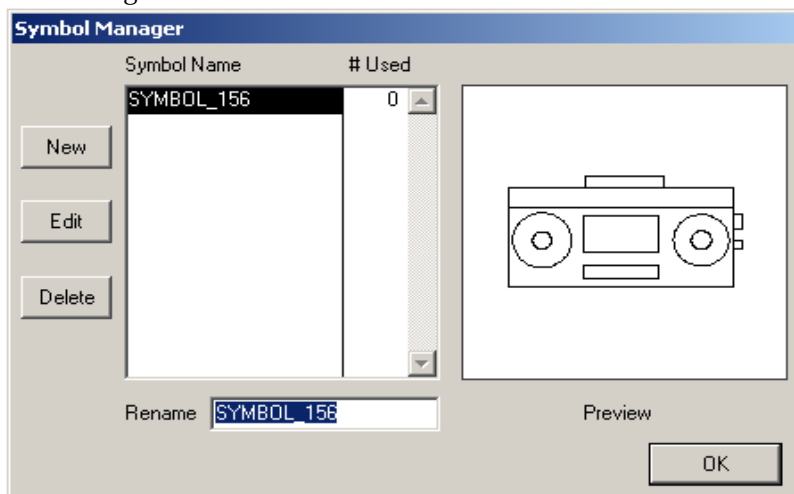 Symbol Manager
Symbol Name # Used
SYMBOL_156 0
New
Edit
Delete
Rename SYMBOL_156 Preview
OK